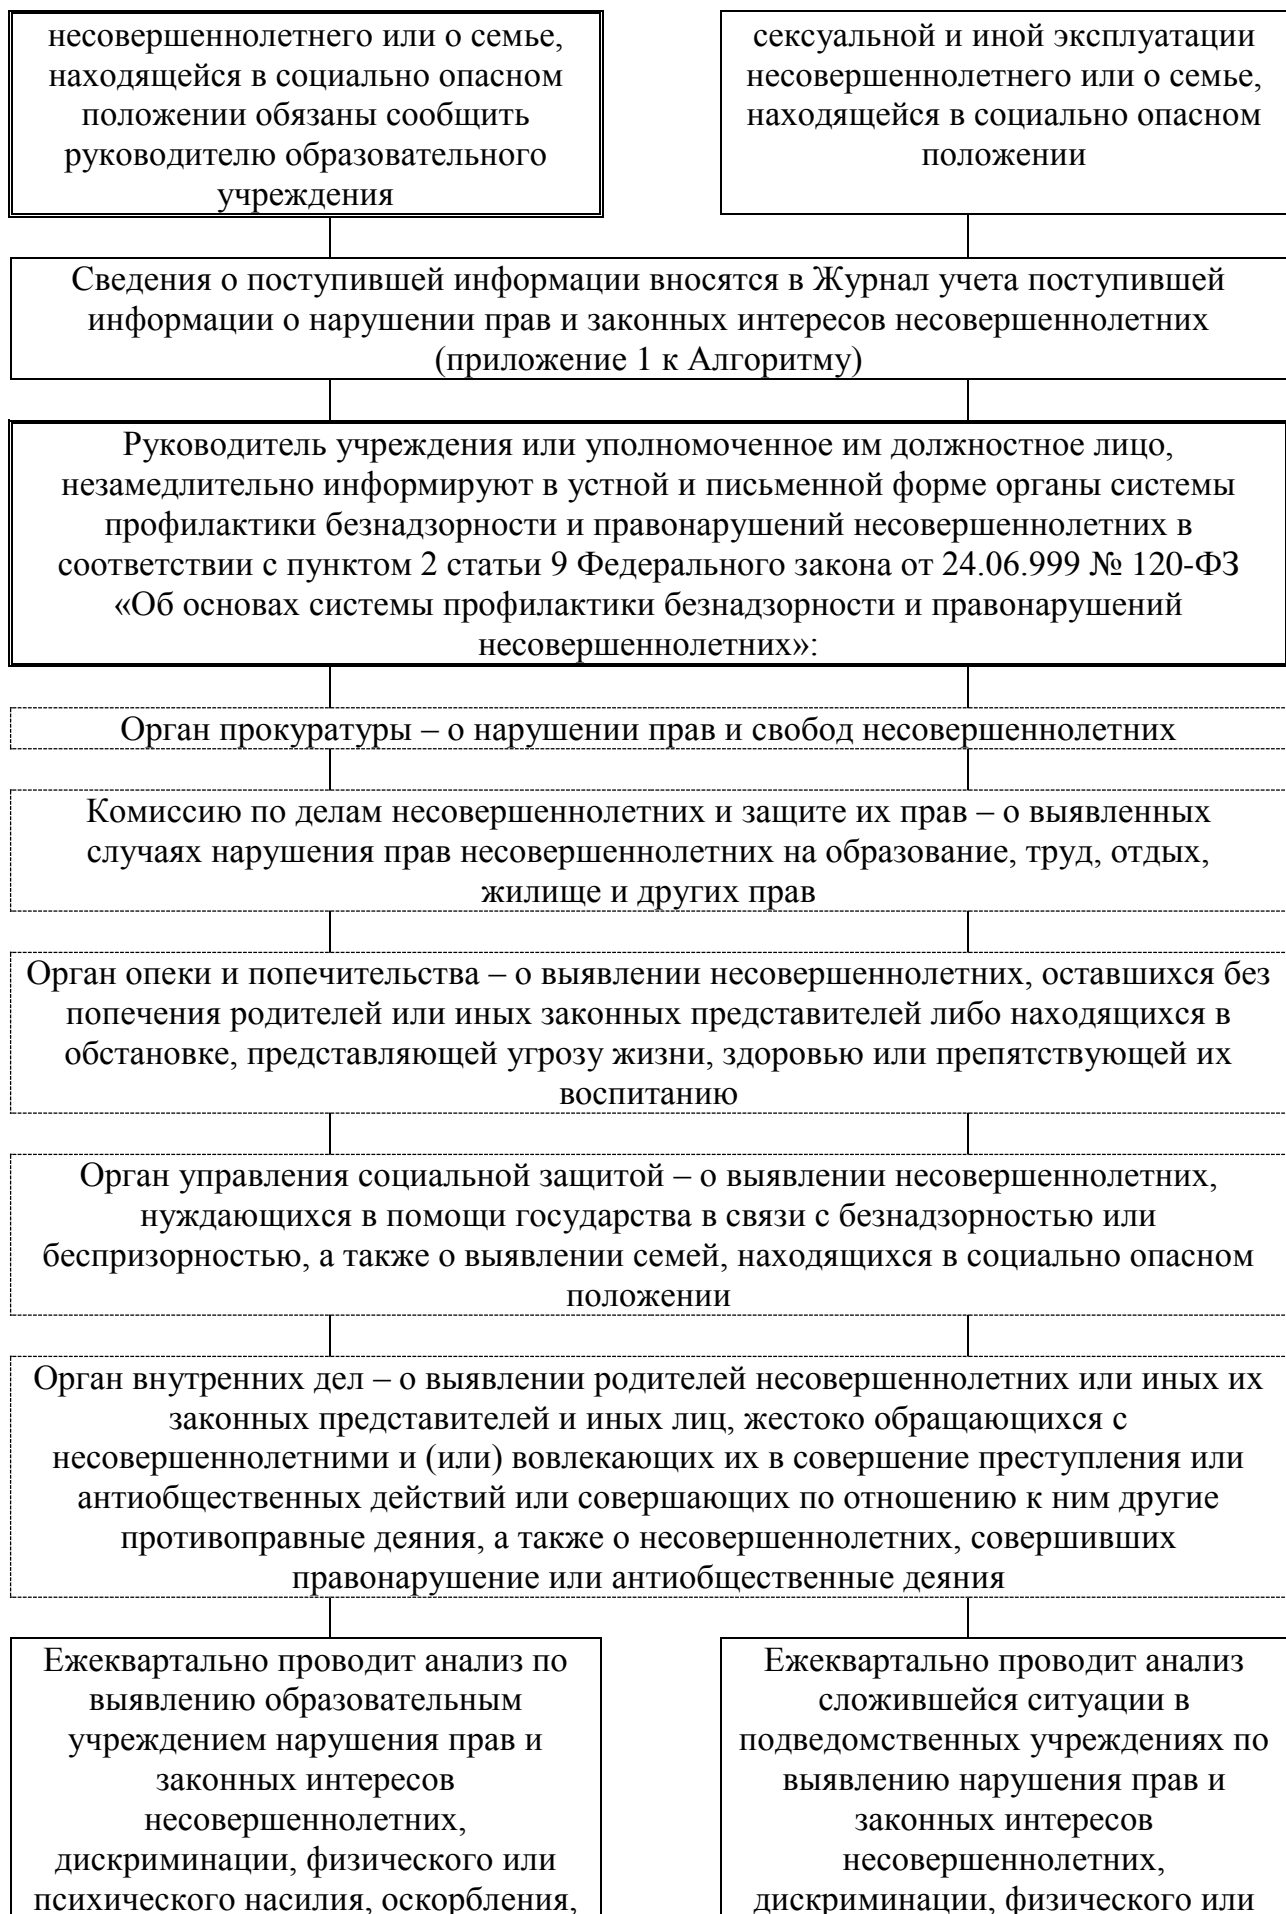 несовершеннолетнего или о семье,
находящейся в социально опасном
положении обязаны сообщить
руководителю образовательного
учреждения
сексуальной и иной эксплуатации
несовершеннолетнего или о семье,
находящейся в социально опасном
положении
Сведения о поступившей информации вносятся в Журнал учета поступившей
информации о нарушении прав и законных интересов несовершеннолетних
(приложение 1 к Алгоритму)
Руководитель учреждения или уполномоченное им должностное лицо,
незамедлительно информируют в устной и письменной форме органы системы
профилактики безнадзорности и правонарушений несовершеннолетних в
соответствии с пунктом 2 статьи 9 Федерального закона от 24.06.999 № 120-ФЗ
«Об основах системы профилактики безнадзорности и правонарушений
несовершеннолетних»:
Орган прокуратуры – о нарушении прав и свобод несовершеннолетних
Комиссию по делам несовершеннолетних и защите их прав – о выявленных
случаях нарушения прав несовершеннолетних на образование, труд, отдых,
жилище и других прав
Орган опеки и попечительства – о выявлении несовершеннолетних, оставшихся без
попечения родителей или иных законных представителей либо находящихся в
обстановке, представляющей угрозу жизни, здоровью или препятствующей их
воспитанию
Орган управления социальной защитой – о выявлении несовершеннолетних,
нуждающихся в помощи государства в связи с безнадзорностью или
беспризорностью, а также о выявлении семей, находящихся в социально опасном
положении
Орган внутренних дел – о выявлении родителей несовершеннолетних или иных их
законных представителей и иных лиц, жестоко обращающихся с
несовершеннолетними и (или) вовлекающих их в совершение преступления или
антиобщественных действий или совершающих по отношению к ним другие
противоправные деяния, а также о несовершеннолетних, совершивших
правонарушение или антиобщественные деяния
Ежеквартально проводит анализ по
выявлению образовательным
учреждением нарушения прав и
законных интересов
несовершеннолетних,
дискриминации, физического или
психического насилия, оскорбления,
Ежеквартально проводит анализ
сложившейся ситуации в
подведомственных учреждениях по
выявлению нарушения прав и
законных интересов
несовершеннолетних,
дискриминации, физического или